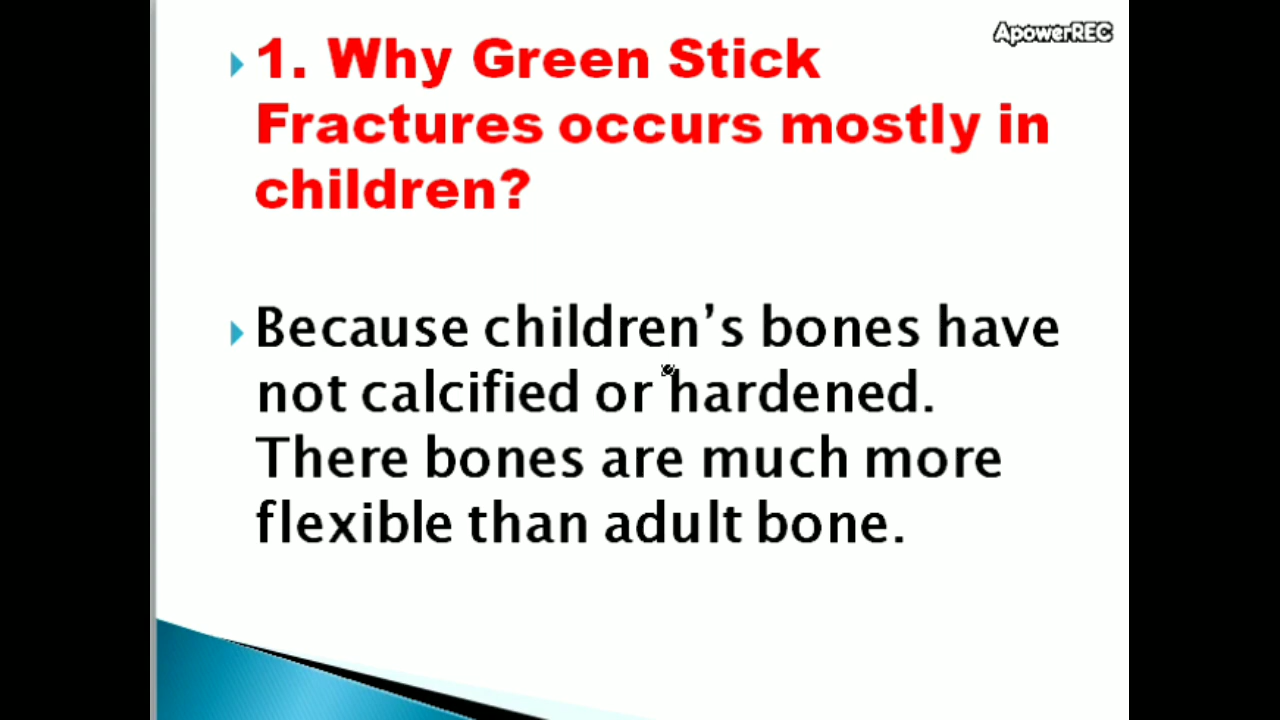 ApowerREC
1. Why Green Stick
Fractures occurs mostly in
children?
Because children's bones have
not calcified or hardened.
There bones are much more
flexible than adult bone.